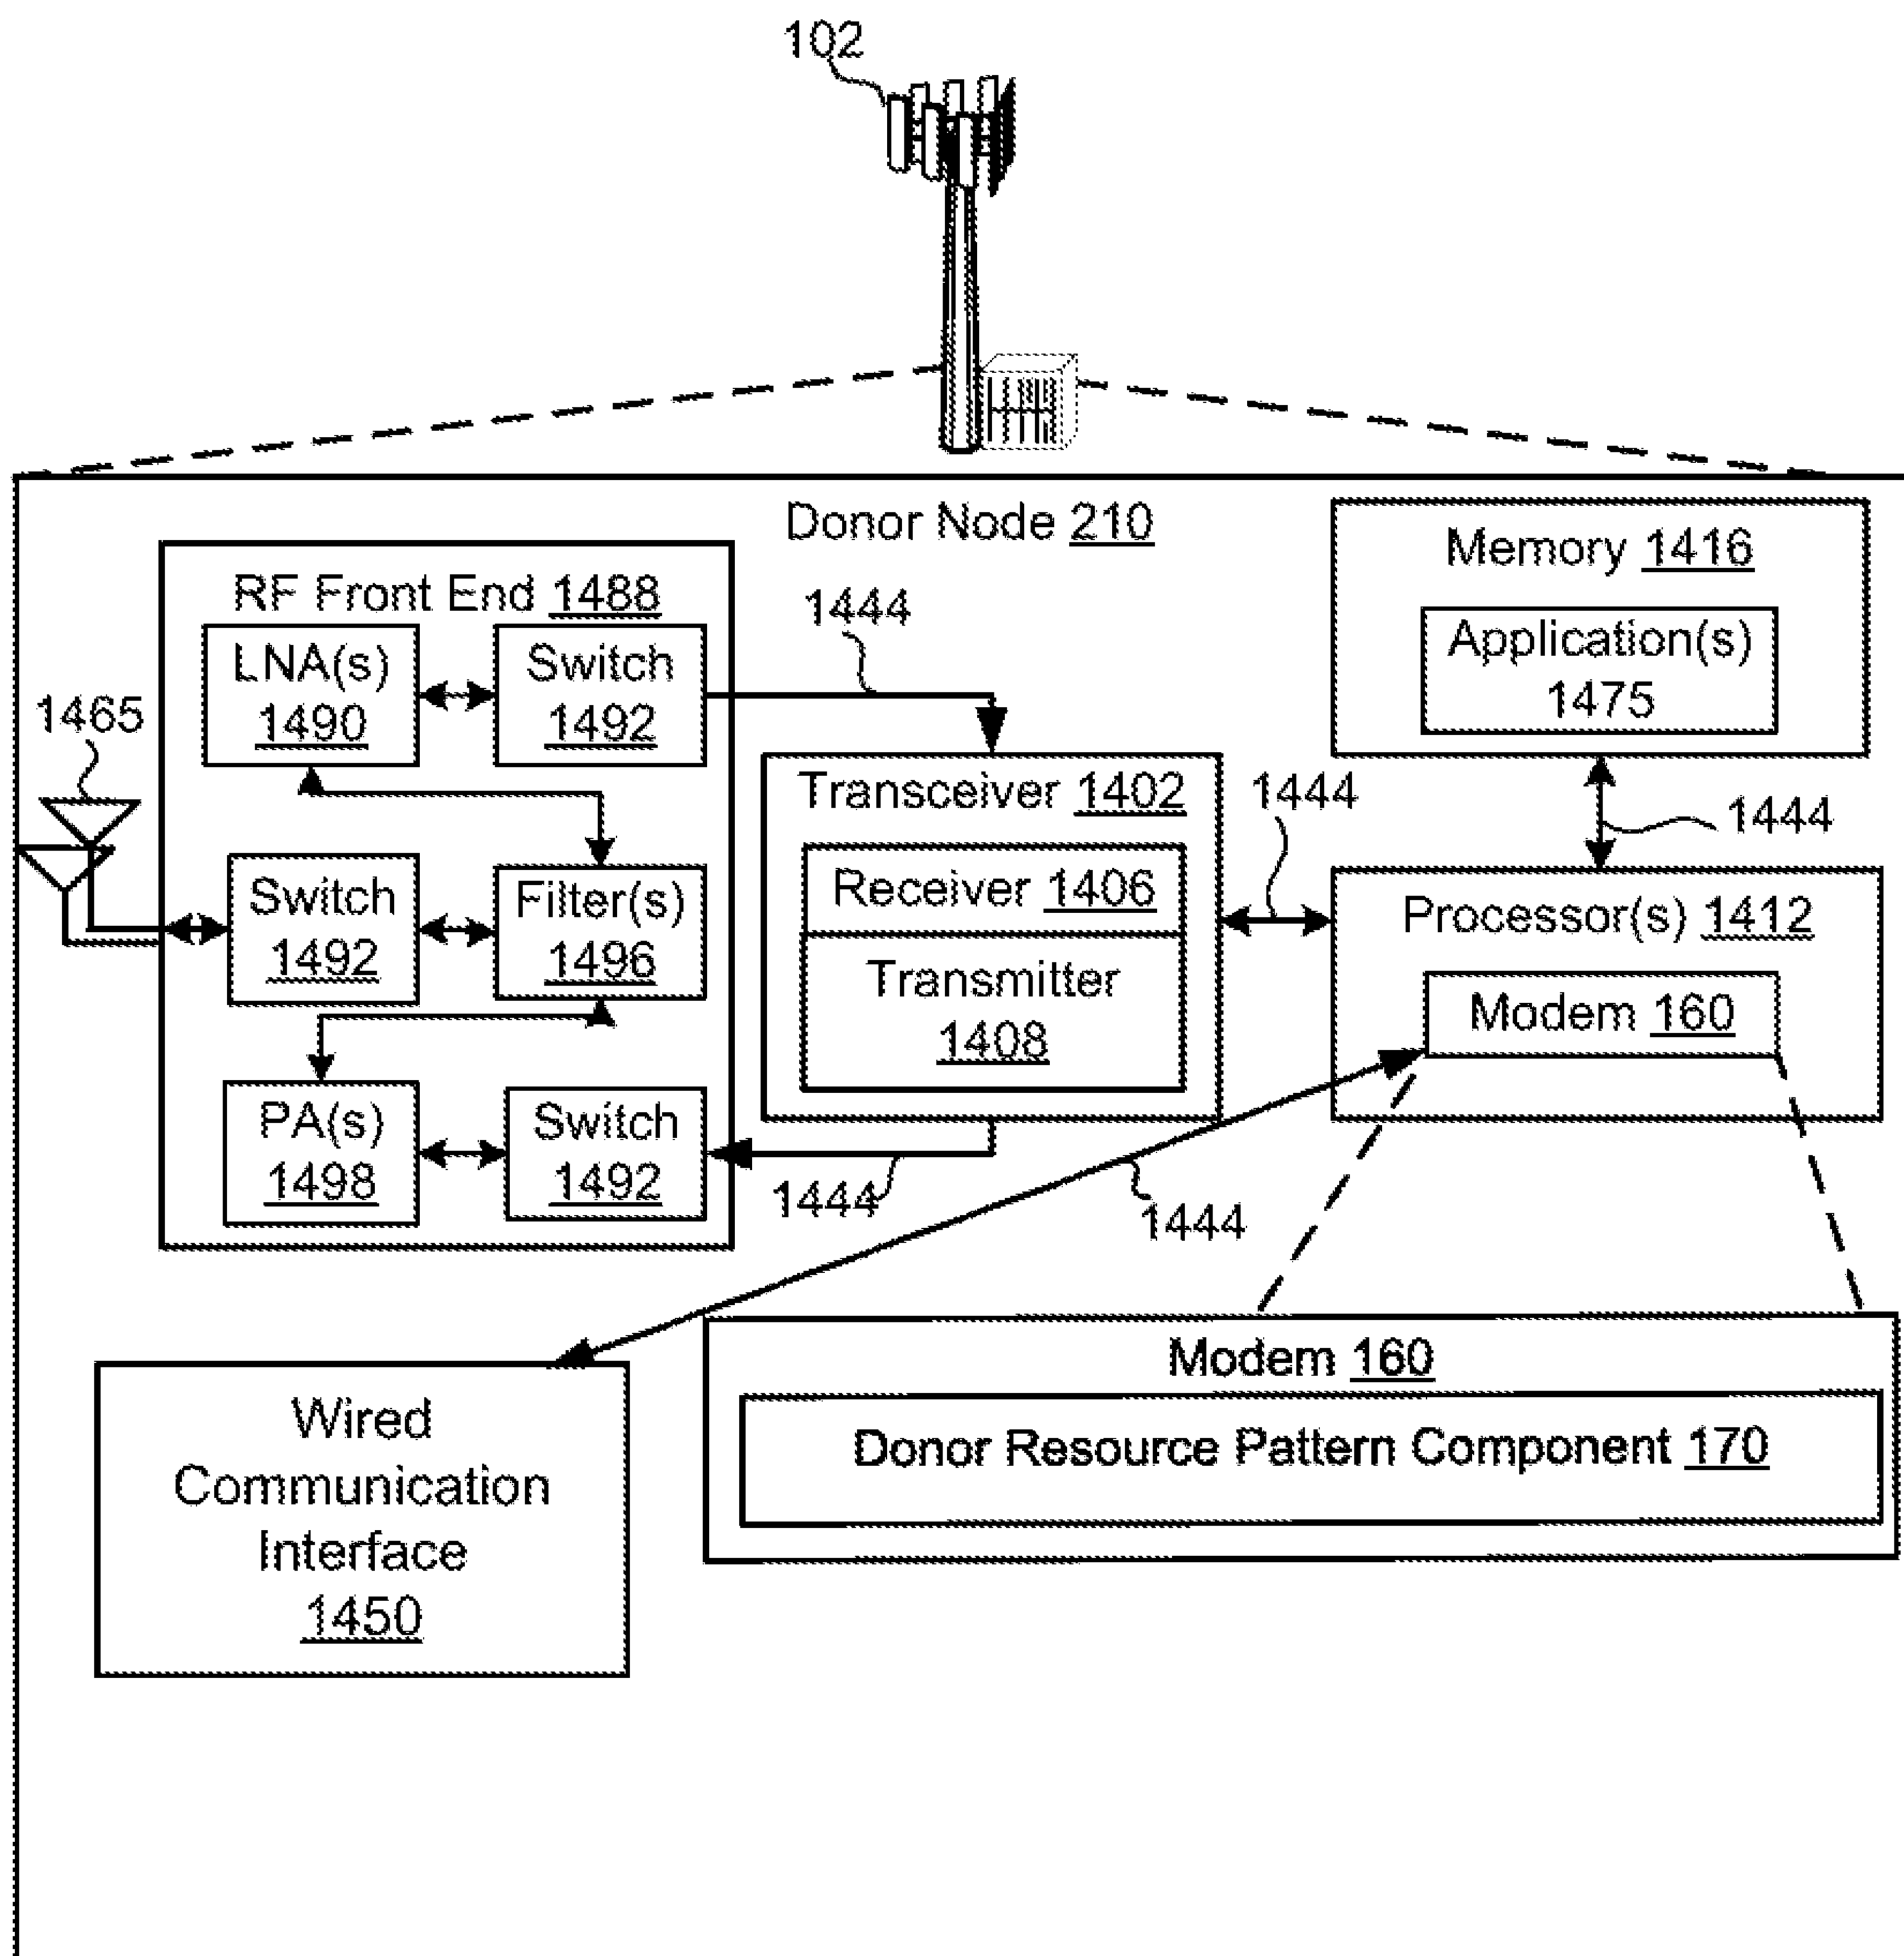 102
Donor Node 210
RF Front End 1488
LNA(s)
1490
Switch
1492
1444
1465
Switch
1492
Filter(s)
1496
PA(s)
1498
Switch
1492
1444
Transceiver 1402
Receiver 1406
Transmitter
1408
1444
Memory 1416
Application(s)
1475
1444
Processor(s) 1412
Modem 160
1444
Modem 160
Donor Resource Pattern Component 170
Wired
Communication
Interface
1450